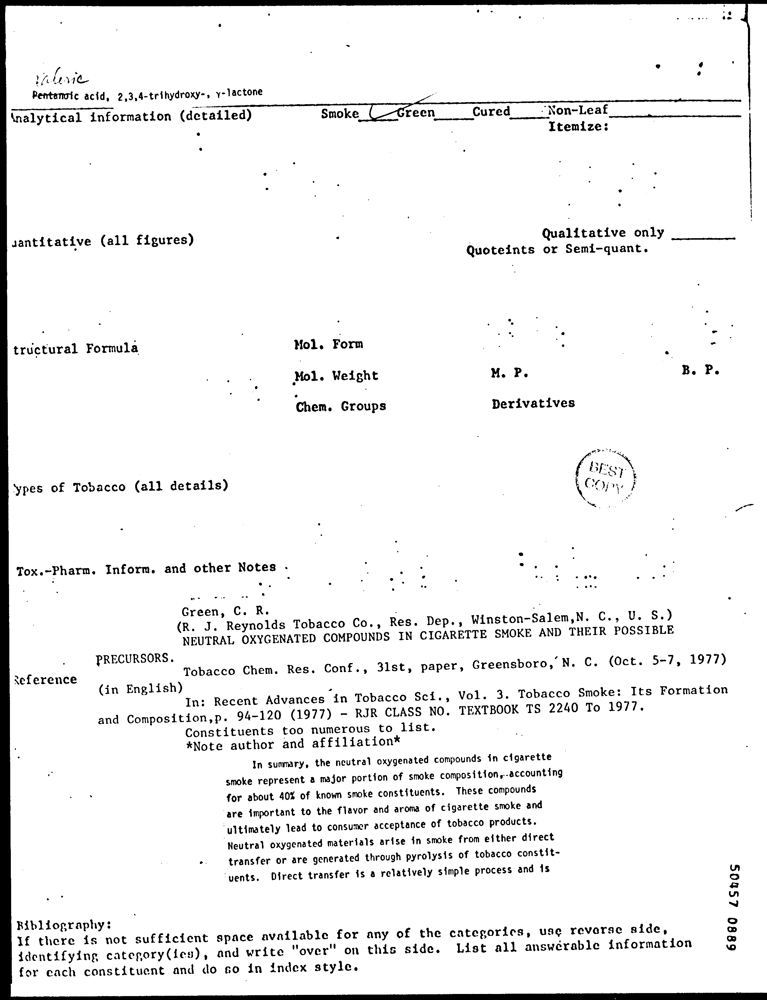 valeric
Pentanoic acid, 2,3,4-trihydroxy-, γ-lactone
Analytical information (detailed) Smoke Green Cured Non-Leaf
Itemize:
uantitative (all figures) Qualitative only
Quoteints or Semi-quant.
tructural Formula Mol. Form
Mol. Weight M. P. B. P.
Chem. Groups Derivatives
BEST
COPY
ypes of Tobacco (all details)
Tox.-Pharm. Inform. and other Notes
Green, C. R.
(R. J. Reynolds Tobacco Co., Res. Dep., Winston-Salem,N. C., U. S.)
NEUTRAL OXYGENATED COMPOUNDS IN CIGARETTE SMOKE AND THEIR POSSIBLE
PRECURSORS.
Tobacco Chem. Res. Conf., 31st, paper, Greensboro, N. C. (Oct. 5-7, 1977)
Reference (in English)
In: Recent Advances in Tobacco Sci., Vol. 3. Tobacco Smoke: Its Formation
and Composition,p. 94-120 (1977) - RJR CLASS NO. TEXTBOOK TS 2240 To 1977.
Constituents too numerous to list.
*Note author and affiliation*
In summary, the neutral oxygenated compounds in cigarette
smoke represent a major portion of smoke composition, accounting
for about 40% of known smoke constituents. These compounds
are important to the flavor and aroma of cigarette smoke and
ultimately lead to consumer acceptance of tobacco products.
Neutral oxygenated materials arise in smoke from either direct
transfer or are generated through pyrolysis of tobacco constit-
uents. Direct transfer is a relatively simple process and is
50457 0889
Bibliography:
If there is not sufficient space available for any of the categories, use reverse side,
identifying category(ies), and write "over" on this side. List all answerable information
for each constituent and do so in index style.